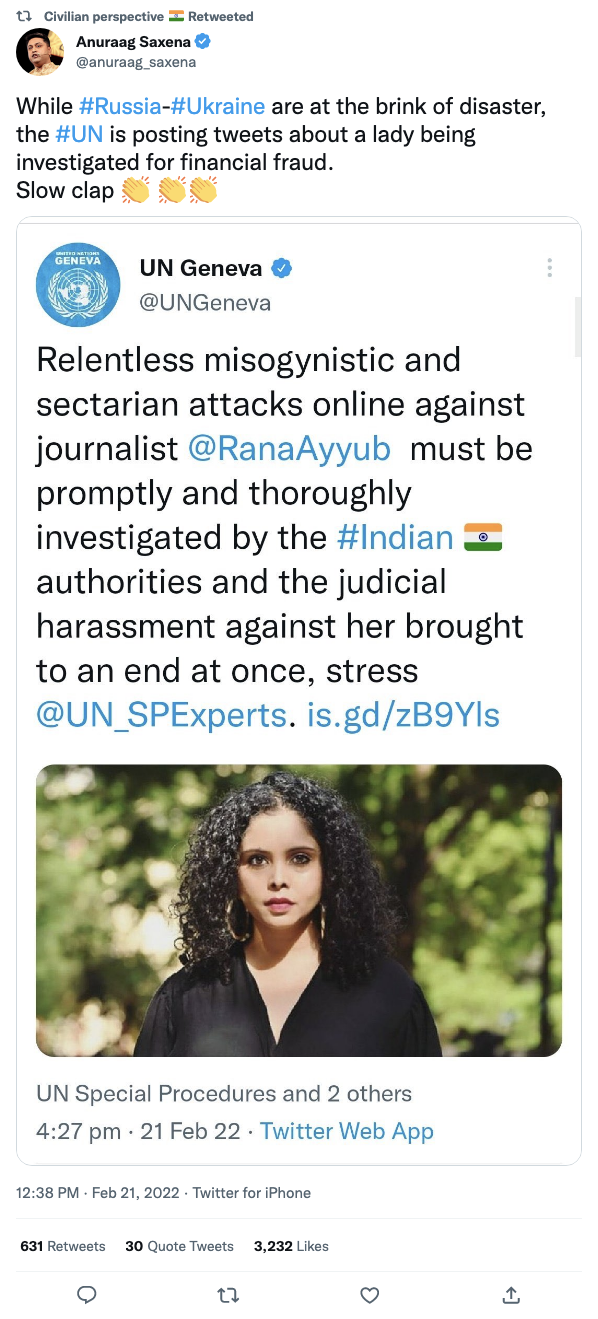 Civilian perspective 🇮🇳 Retweeted
Anuraag Saxena
@anuraag_saxena
While #Russia-#Ukraine are at the brink of disaster,
the #UN is posting tweets about a lady being
investigated for financial fraud.
Slow clap 👏 👏👏
UNITED NATIONS
GENEVA
UN Geneva
@UNGeneva
Relentless misogynistic and
sectarian attacks online against
journalist @RanaAyyub must be
promptly and thoroughly
investigated by the #Indian 🇮🇳
authorities and the judicial
harassment against her brought
to an end at once, stress
@UN_SPExperts. is.gd/zB9Yls
UN Special Procedures and 2 others
4:27 pm · 21 Feb 22 · Twitter Web App
12:38 PM · Feb 21, 2022 · Twitter for iPhone
631 Retweets 30 Quote Tweets 3,232 Likes